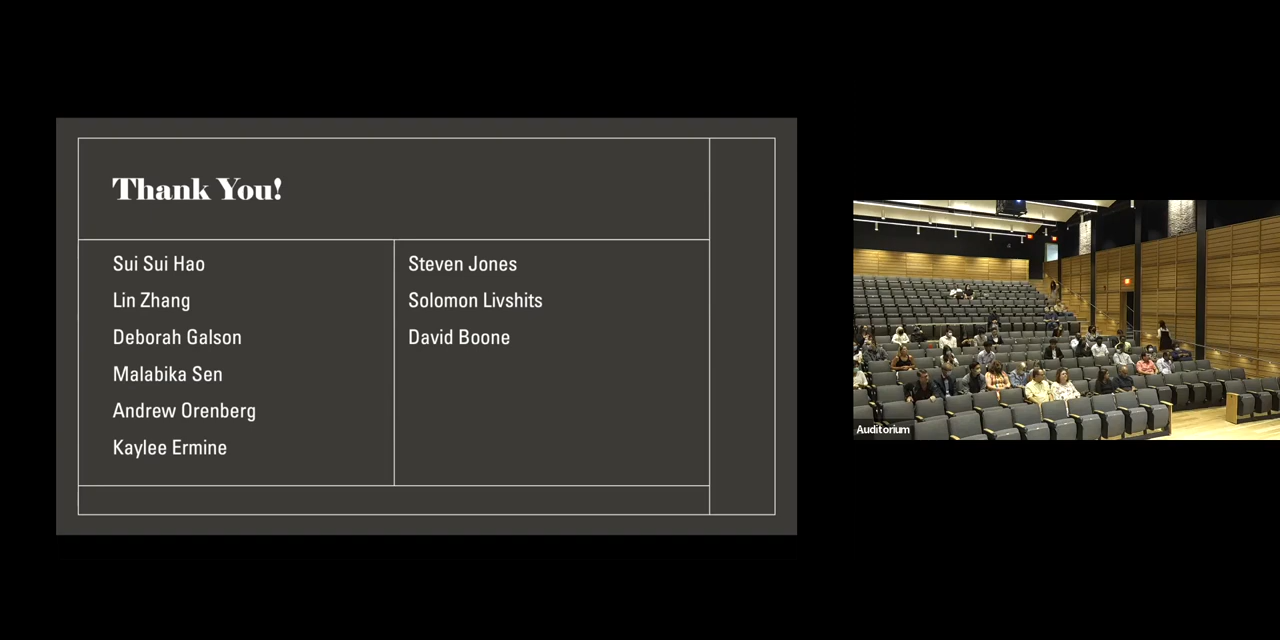 Thank You!
Sui Sui Hao
Lin Zhang
Deborah Galson
Malabika Sen
Andrew Orenberg
Kaylee Ermine
Steven Jones
Solomon Livshits
David Boone
Auditorium